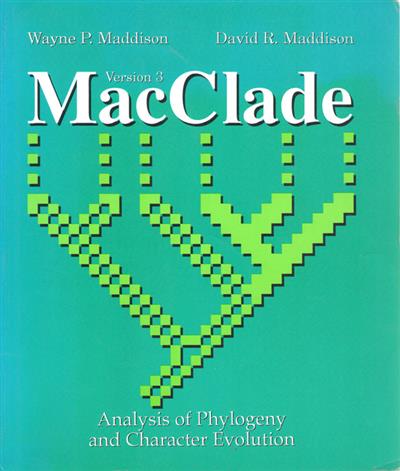 Wayne P. Maddison David R. Maddison
Version 3
MacClade
Analysis of Phylogeny
and Character Evolution